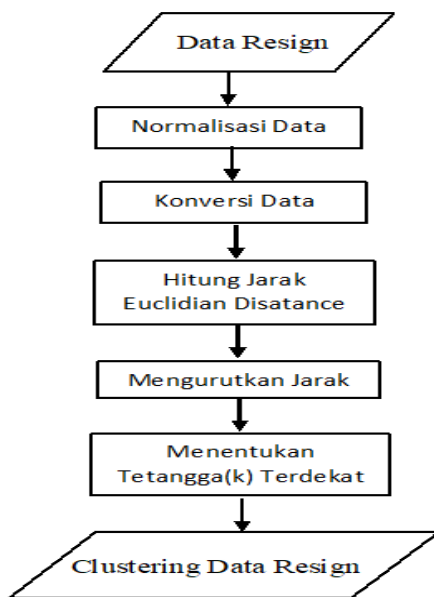 Data Resign
Normalisasi Data
Konversi Data
Hitung Jarak
Euclidian Disatance
Mengurutkan Jarak
Menentukan
Tetangga(k) Terdekat
Clustering Data Resign